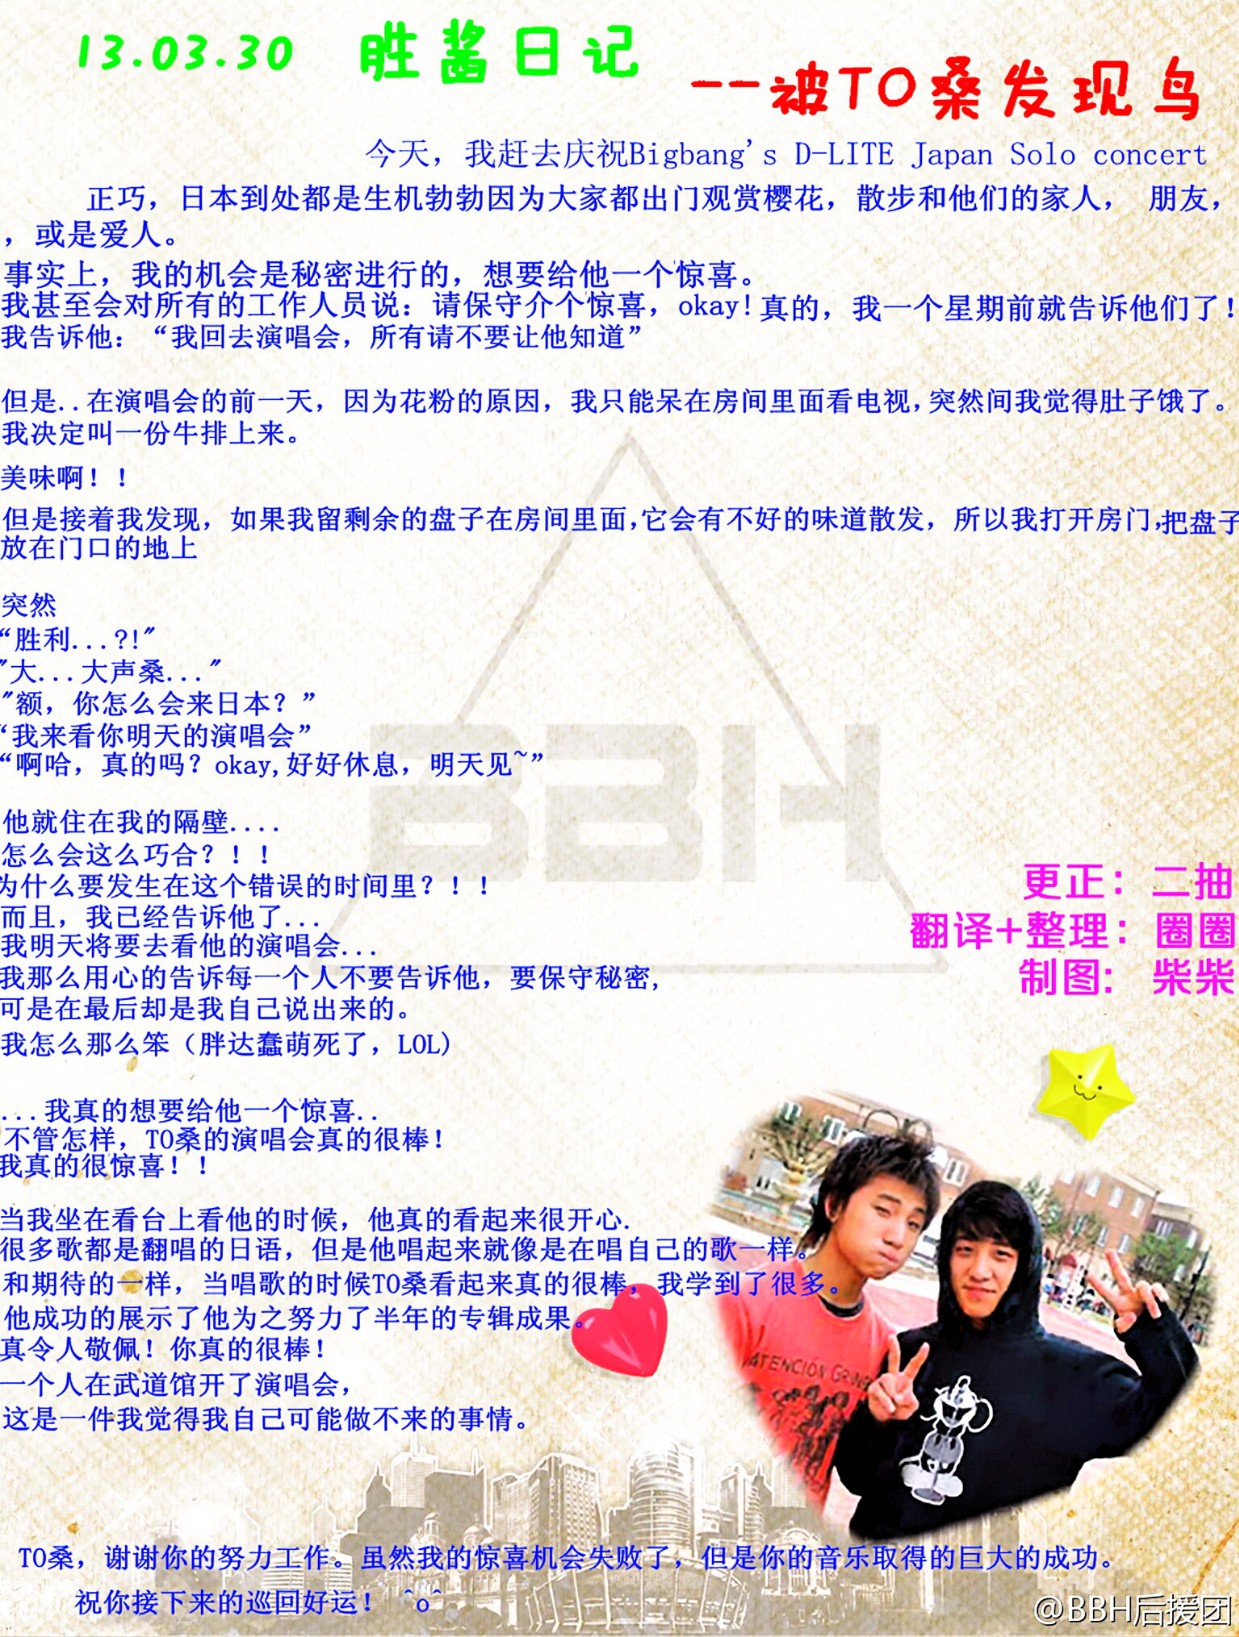 13.03.30 胜酱日记
--被TO桑发现鸟
今天，我赶去庆祝Bigbang's D-LITE Japan Solo concert
正巧，日本到处都是生机勃勃因为大家都出门观赏樱花，散步和他们的家人， 朋友，
，或是爱人。
事实上，我的机会是秘密进行的，想要给他一个惊喜。
我甚至会对所有的工作人员说：请保守介个惊喜，okay!真的，我一个星期前就告诉他们了！
我告诉他：“我回去演唱会，所有请不要让他知道”
但是..在演唱会的前一天，因为花粉的原因，我只能呆在房间里面看电视,突然间我觉得肚子饿了。
我决定叫一份牛排上来。
美味啊！！
但是接着我发现，如果我留剩余的盘子在房间里面,它会有不好的味道散发，所以我打开房门,把盘子
放在门口的地上
突然
“胜利...?!"
"大...大声桑..."
"额，你怎么会来日本？”
“我来看你明天的演唱会”
“啊哈，真的吗？okay,好好休息，明天见~”
他就住在我的隔壁....
怎么会这么巧合？！！
为什么要发生在这个错误的时间里？！！
而且，我已经告诉他了...
我明天将要去看他的演唱会...
我那么用心的告诉每一个人不要告诉他，要保守秘密,
可是在最后却是我自己说出来的。
我怎么那么笨（胖达蠢萌死了，LOL)
...我真的想要给他一个惊喜..
不管怎样，TO桑的演唱会真的很棒！
我真的很惊喜！！
当我坐在看台上看他的时候，他真的看起来很开心.
很多歌都是翻唱的日语，但是他唱起来就像是在唱自己的歌一样。
和期待的一样，当唱歌的时候TO桑看起来真的很棒，我学到了很多。
他成功的展示了他为之努力了半年的专辑成果。
真令人敬佩！你真的很棒！
一个人在武道馆开了演唱会，
这是一件我觉得我自己可能做不来的事情。
TO桑，谢谢你的努力工作。虽然我的惊喜机会失败了，但是你的音乐取得的巨大的成功。
祝你接下来的巡回好运！ ^o^
BBH
更正：二抽
翻译+整理：圈圈
制图：柴柴
ATENCIÓN GRING
@BBH后援团